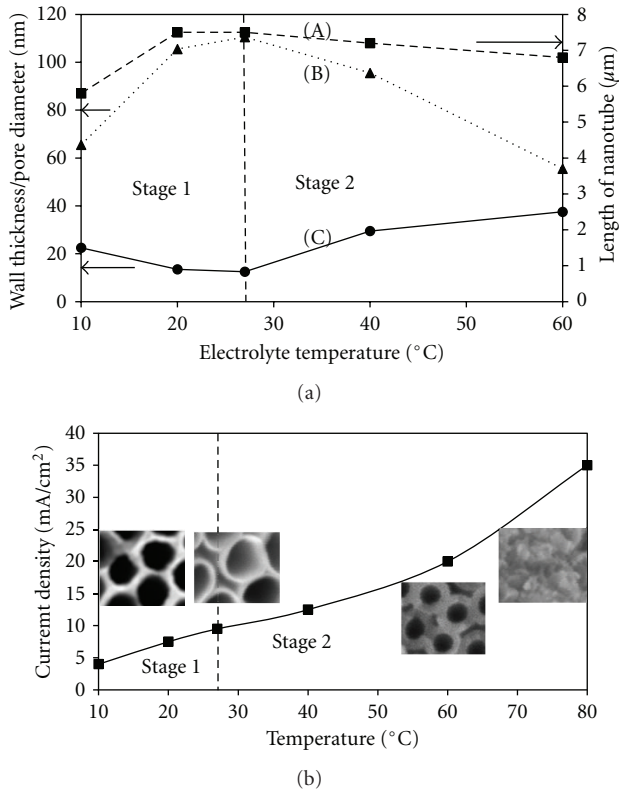 120
100
80
60
40
20
0
Wall thickness/pore diameter (nm)
8
7
6
5
4
3
2
1
0
Length of nanotube (μm)
(A)
(B)
(C)
Stage 1
Stage 2
10 20 30 40 50 60
Electrolyte temperature (°C)
(a)
40
35
30
25
20
15
10
5
0
Curremt density (mA/cm²)
Stage 1
Stage 2
10 20 30 40 50 60 70 80
Temperature (°C)
(b)